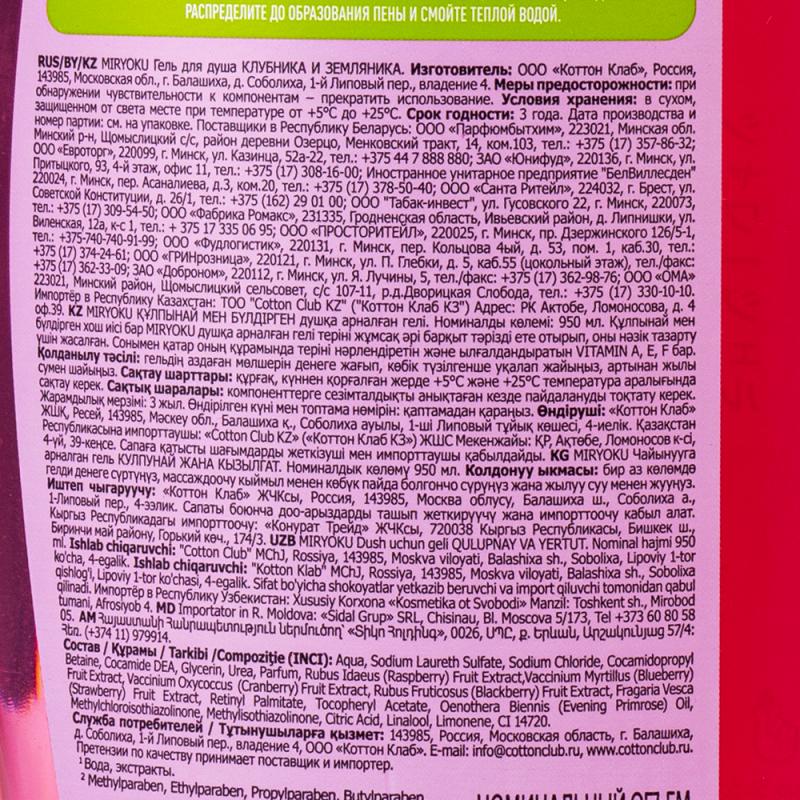 РАСПРЕДЕЛИТЕ ДО ОБРАЗОВАНИЯ ПЕНЫ И СМОЙТЕ ТЕПЛОЙ ВОДОЙ.
RUS/BY/KZ MIRYOKU Гель для душа КЛУБНИКА И ЗЕМЛЯНИКА. Изготовитель: ООО «Коттон Клаб», Россия,
143985, Московская обл., г. Балашиха, д. Соболиха, 1-й Липовый пер., владение 4. Меры предосторожности: при
обнаружении чувствительности к компонентам – прекратить использование. Условия хранения: в сухом,
защищенном от света месте при температуре от +5°C до +25°C. Срок годности: 3 года. Дата производства и
номер партии: см. на упаковке. Поставщики в Республику Беларусь: ООО «Парфюмбытхим», 223021, Минская обл.
Минский р-н, Щомыслицкий с/с, район деревни Озерцо, Менковский тракт, 14, ком.103, тел.: +375 (17) 357-86-32;
ООО «Евроторг», 220099, г. Минск, ул. Казинца, 52а-22, тел.: +375 44 7 888 880; ЗАО «Юнифуд», 220136, г. Минск, ул.
Притыцкого, 93, 4-й этаж, офис 11, тел.: +375 (17) 308-16-00; Иностранное унитарное предприятие "БелВиллесден"
220024, г. Минск, пер. Асаналиева, д.3, ком.20, тел.: +375 (17) 378-50-40; ООО «Санта Ритейл», 224032, г. Брест, ул.
Советской Конституции, д. 26/1, тел.: +375 (162) 29 01 00; ООО "Табак-инвест", ул. Гусовского 22, г. Минск, 220073,
тел.: +375 (17) 309-54-50; ООО «Фабрика Ромакс», 231335, Гродненская область, Ивьевский район, д. Липнишки, ул.
Виленская, 12а, к-с 1, тел.: + 375 17 335 06 95; ООО «ПРОСТОРИТЕЙЛ», 220025, г. Минск, пр. Дзержинского 126/5-1,
тел.: +375-740-740-91-99; ООО «Фудлогистик», 220131, г. Минск, пер. Кольцова 4ый, д. 53, пом. 1, каб.30, тел.:
+375 (17) 374-24-61; ООО «ГРИНрозница», 220121, г. Минск, ул. П. Глебки, д. 5, каб.55 (цокольный этаж), тел./факс:
+375 (17) 362-33-09; ЗАО «Доброном», 220112, г. Минск, ул. Я. Лучины, 5, тел./факс: +375 (17) 362-98-76; ООО «ОМА»
223021, Минский район, Щомыслицкий сельсовет, с/с 107-11, р.д.Дворицкая Слобода, тел.: +375 (17) 330-10-10.
Импортёр в Республику Казахстан: ТОО "Cotton Club KZ" ("Коттон Клаб КЗ") Адрес: РК Актобе, Ломоносова, д. 4
оф.39. KZ MIRYOKU ҚҰЛПЫНАЙ МЕН БҮЛДІРГЕН душқа арналған гелі. Номиналды көлемі: 950 мл. Құлпынай мен
бүлдірген хош иісі бар MIRYOKU душқа арналған гелі теріні жұмсақ әрі барқыт тәрізді ете отырып, оны нәзік тазарту
үшін жасалған. Сонымен қатар оның құрамында теріні нәрлендіретін және ылғалдандыратын VITAMIN A, E, F бар.
Қолданылу тәсілі: гельдің аздаған мөлшерін денеге жағып, көбік түзілгенше уқалап жайыңыз, артынан жылы
сумен шайыңыз. Сақтау шарттары: құрғақ, күннен қорғалған жерде +5°C және +25°C температура аралығында
сақтау керек. Сақтық шаралары: компоненттерге сезімталдықты анықтаған кезде пайдалануды тоқтату керек.
Жарамдылық мерзімі: 3 жыл. Өндірілген күні мен топтама нөмірін: қаптамадан қараңыз. Өндіруші: «Коттон Клаб»
ЖШҚ, Ресей, 143985, Мәскеу обл., Балашиха қ., Соболиха ауылы, 1-ші Липовый тұйық көшесі, 4-иелік. Қазақстан
Республикасына импорттаушы: «Cotton Club KZ» («Коттон Клаб КЗ») ЖШС Мекенжайы: ҚР, Ақтөбе, Ломоносов к-сі,
4-үй, 39-кеңсе. Сапаға қатысты шағымдарды жеткізуші мен импорттаушы қабылдайды. KG MIRYOKU Чайынууга
арналган гель КУЛПУНАЙ ЖАНА КЫЗЫЛГАТ. Номиналдык көлөмү 950 мл. Колдонуу ыкмасы: бир аз көлөмдө
гелди денеге сүртүңүз, массаждоочу кыймыл менен көбүк пайда болгончо сүрүңүз жана жылуу суу менен жууңуз.
Иштеп чыгаруучу: «Коттон Клаб» ЖЧКсы, Россия, 143985, Москва облусу, Балашиха ш., Соболиха а.,
1-Липовый пер., 4-ээлик. Сапаты боюнча доо-арыздарды ташып жеткирүүчү жана импорттоочу кабыл алат.
Кыргыз Республикадагы импорттоочу: «Конурат Трейд» ЖЧКсы, 720038 Кыргыз Республикасы, Бишкек ш.,
Биринчи май району, Горький көч., 174/3. UZB MIRYOKU Dush uchun geli QULUPNAY VA YERTUT. Nominal hajmi 950
ml. Ishlab chiqaruvchi: "Cotton Club" MChJ, Rossiya, 143985, Moskva viloyati, Balashixa sh., Sobolixa, Lipoviy 1-tor
ko'cha, 4-egalik. Ishlab chiqaruvchi: "Kotton Klab" MChJ, Rossiya, 143985, Moskva viloyati, Balashixa sh., Sobolixa
qishlog'i, Lipoviy 1-tor ko'chasi, 4-egalik. Sifat bo'yicha shokoyatlar yetkazib beruvchi va import qiluvchi tomonidan qabul
qilinadi. Импортёр в Республику Узбекистан: Xususiy Korxona «Kosmetika ot Svobodi» Manzil: Toshkent sh., Mirobod
tumani, Afrosiyob 4. MD Importator in R. Moldova: «Sidal Grup» SRL, Chisinau, Bl. Moscova 5/173, Tel +373 60 80 58
05. AM Հայաստանի Հանրապետություն ներմուծող՝ «Տիկո Հոլդինգ», 0026, ՍՊԸ, ք. Երևան, Արշակունյաց 57/4:
Հեռ. (+374 11) 979914.
Состав / Құрамы / Tarkibi /Compoziție (INCI): Aqua, Sodium Laureth Sulfate, Sodium Chloride, Cocamidopropyl
Betaine, Cocamide DEA, Glycerin, Urea, Parfum, Rubus Idaeus (Raspberry) Fruit Extract,Vaccinium Myrtillus (Blueberry)
Fruit Extract, Vaccinium Oxycoccus (Cranberry) Fruit Extract, Rubus Fruticosus (Blackberry) Fruit Extract, Fragaria Vesca
(Strawberry) Fruit Extract, Retinyl Palmitate, Tocopheryl Acetate, Oenothera Biennis (Evening Primrose) Oil,
Methylchloroisothiazolinone, Methylisothiazolinone, Citric Acid, Linalool, Limonene, CI 14720.
Служба потребителей / Тұтынушыларға қызмет: 143985, Россия, Московская область, г. Балашиха,
д. Соболиха, 1-й Липовый пер., владение 4, ООО «Коттон Клаб». E-mail: info@cottonclub.ru, www.cottonclub.ru.
Претензии по качеству принимает поставщик и импортер.
¹ Вода, экстракты.
² Methylparaben, Ethylparaben, Propylparaben, Butylparaben
НОМИНАЛЬНЫЙ ОБЪЕМ